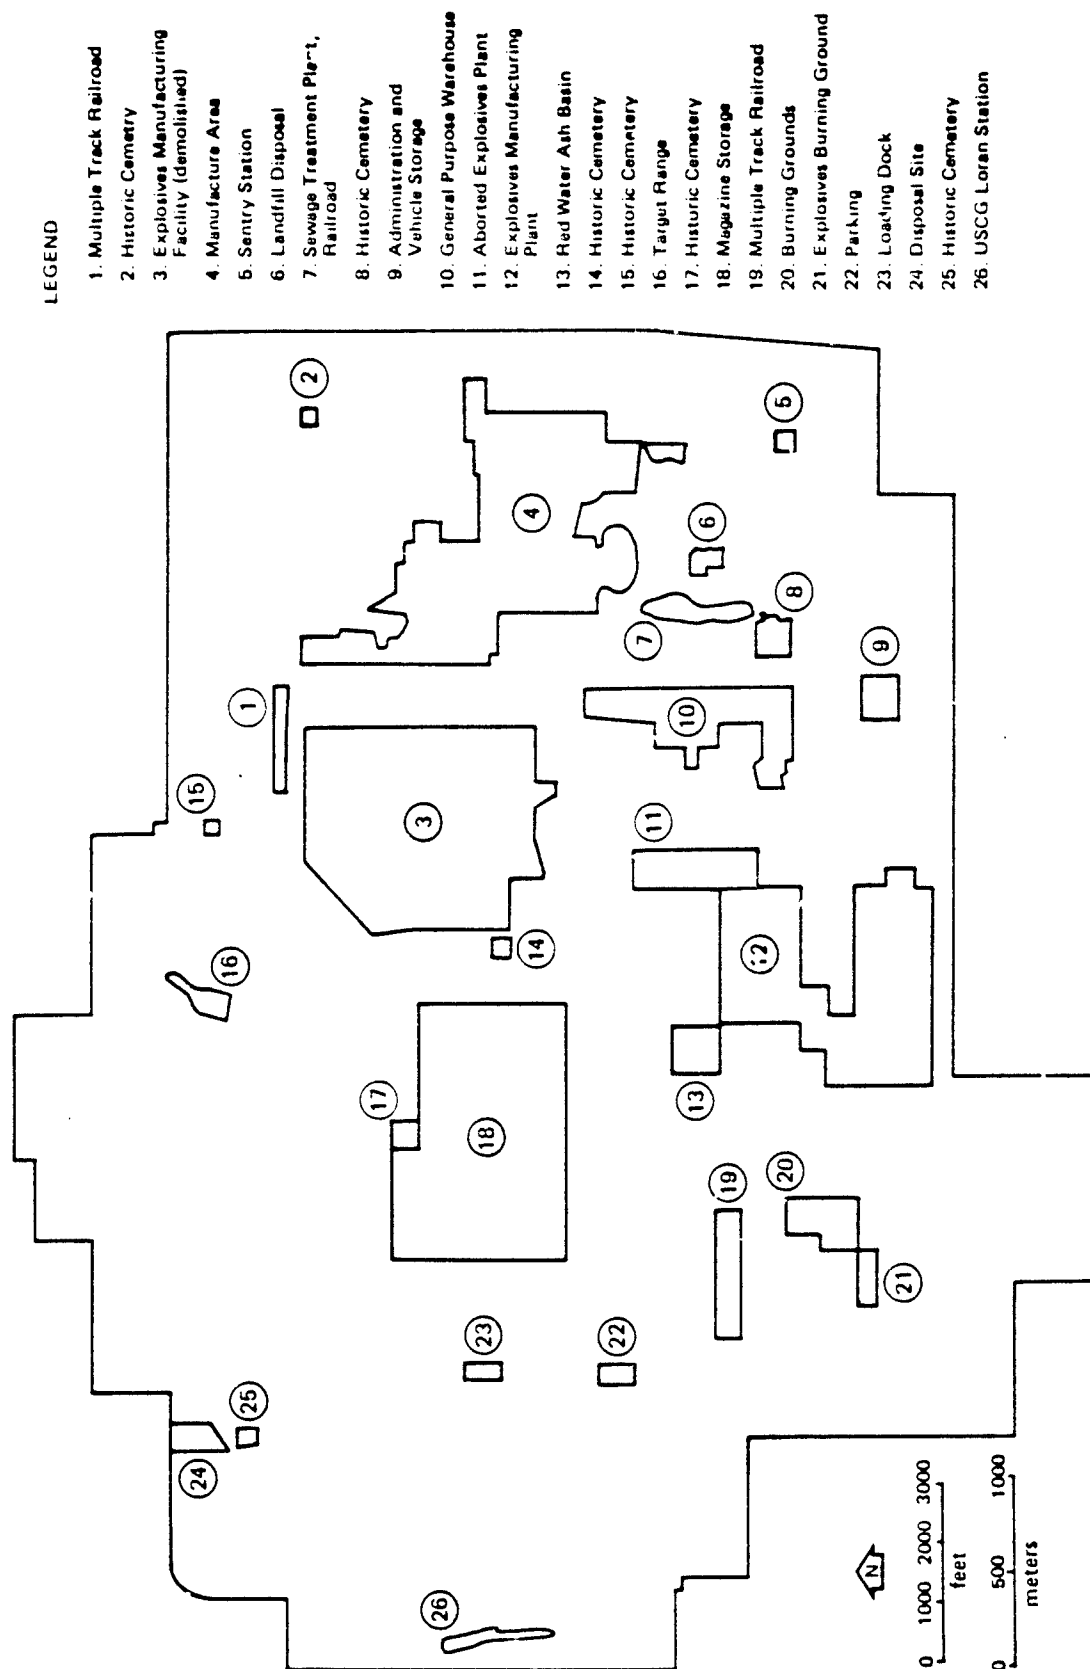 LEGEND
1. Multiple Track Railroad
2. Historic Cemetry
3. Explosives Manufacturing
Facility (demolished)
4. Manufacture Area
5. Sentry Station
6. Landfill Disposal
7. Sewage Treatment Plant,
Railroad
8. Historic Cemetery
9. Administration and
Vehicle Storage
10. General Purpose Warehouse
11. Aborted Explosives Plant
12. Explosives Manufacturing
Plant
13. Red Water Ash Basin
14. Historic Cemetery
15. Historic Cemetery
16. Target Range
17. Historic Cemetery
18. Magazine Storage
19. Multiple Track Railroad
20. Burning Grounds
21. Explosives Burning Ground
22. Parking
23. Loading Dock
24. Disposal Site
25. Historic Cemetery
26. USCG Loran Station
1
2
3
4
5
6
7
8
9
10
11
12
13
14
15
16
17
18
19
20
21
22
23
24
25
26
N
0 1000 2000 3000
feet
0 500 1000
meters